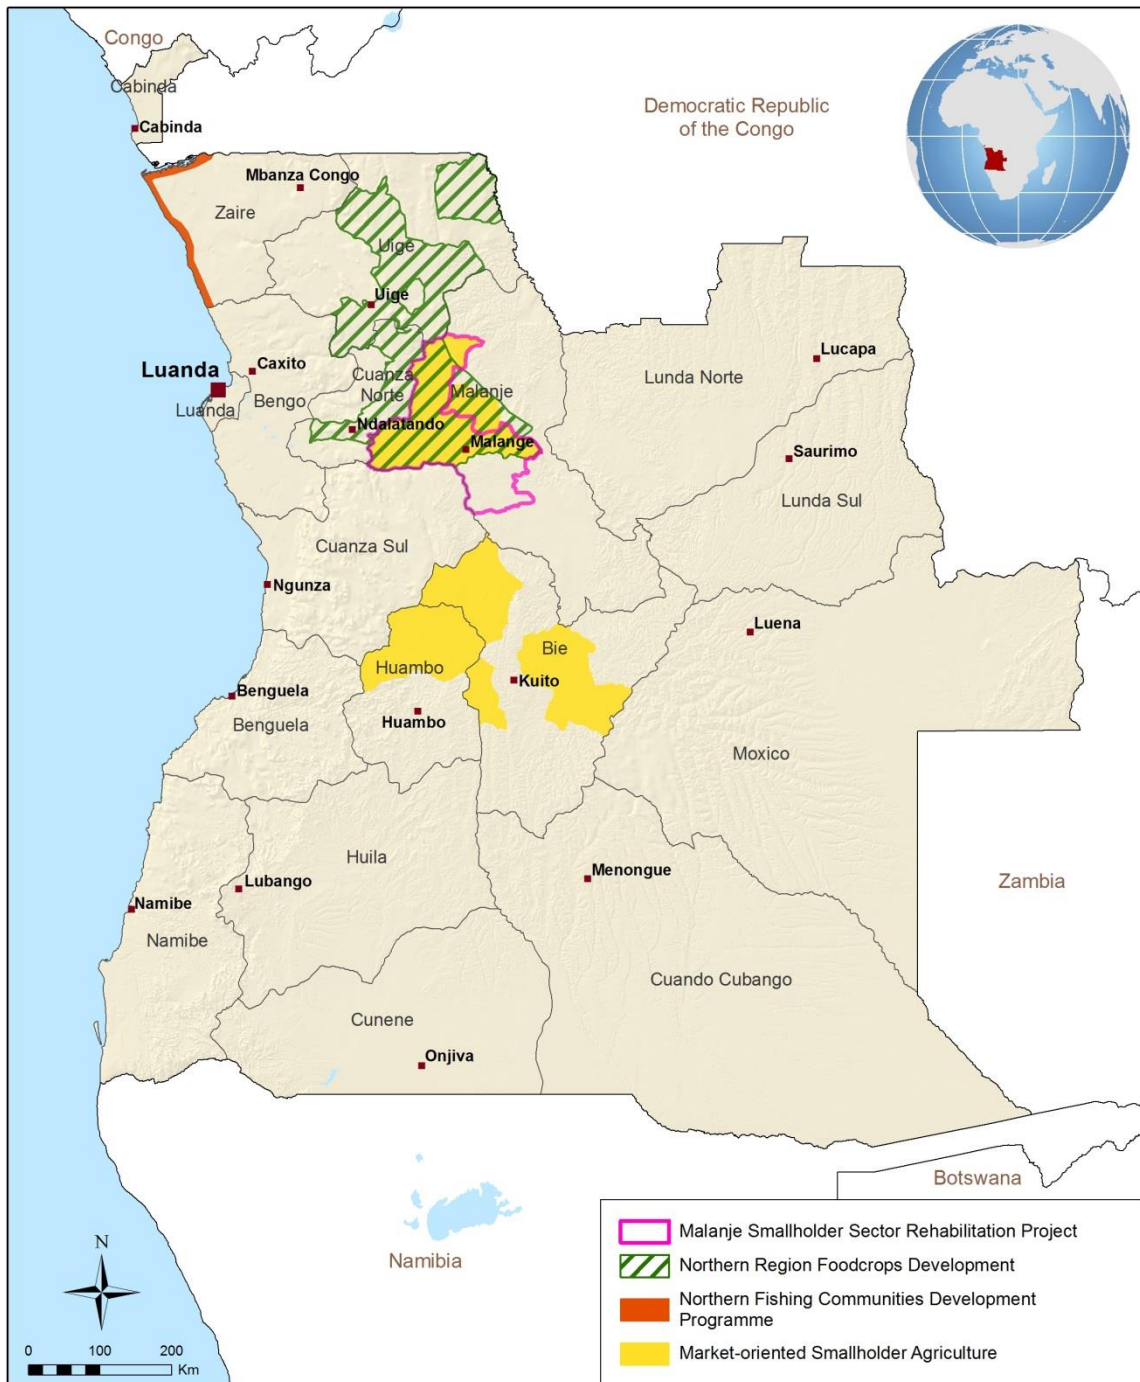 Congo
Cabinda
Cabinda
Democratic Republic
of the Congo
Mbanza Congo
Zaire
Uige
Uige
Lucapa
Luanda
Caxito
Cuanza
Norte
Malanje
Lunda Norte
Luanda
Bengo
Ndalatando
Malange
Saurimo
Lunda Sul
Cuanza Sul
Ngunza
Luena
Bie
Huambo
Kuito
Benguela
Huambo
Benguela
Moxico
Huila
Menongue
Lubango
Zambia
Namibe
Namibe
Cuando Cubango
Cunene
Onjiva
Botswana
Namibia
N
0 100 200
Km
Malanje Smallholder Sector Rehabilitation Project
Northern Region Foodcrops Development
Northern Fishing Communities Development
Programme
Market-oriented Smallholder Agriculture